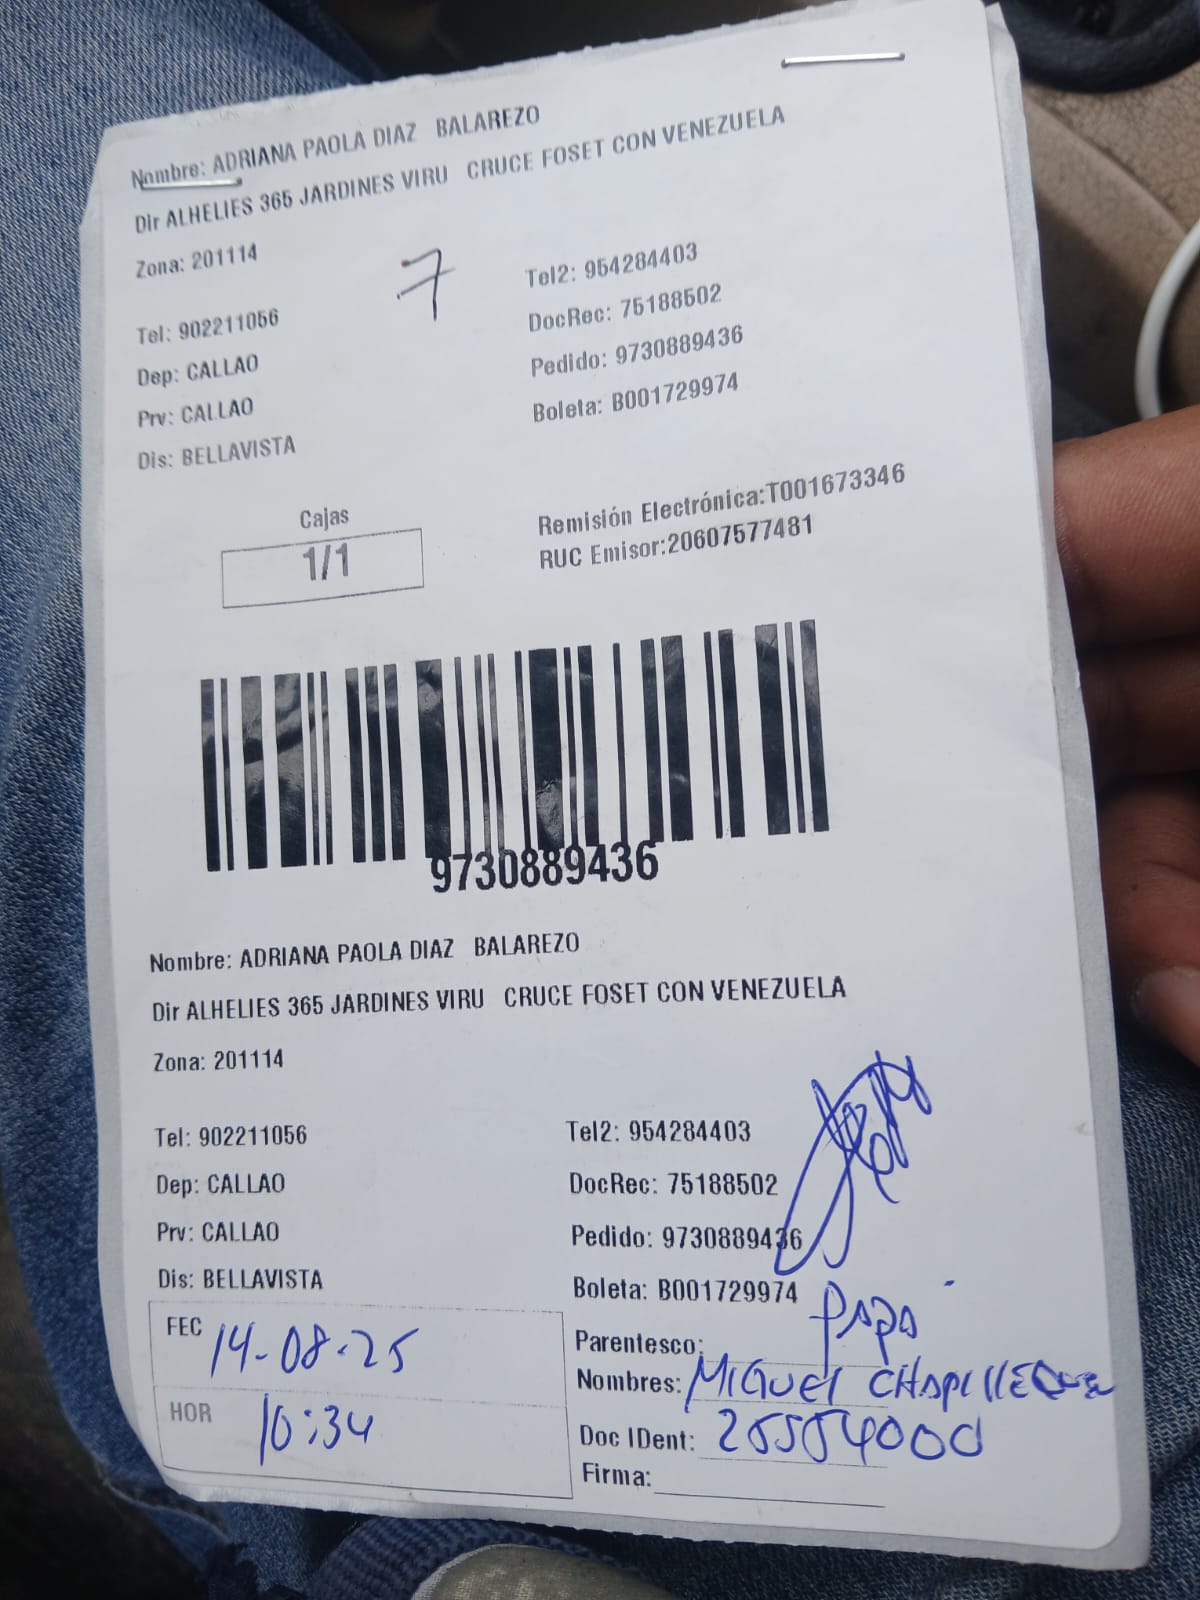 Nombre: ADRIANA PAOLA DIAZ BALAREZO
Dir ALHELIES 365 JARDINES VIRU CRUCE FOSET CON VENEZUELA
Zona: 201114
7
Tel: 902211056
Tel2: 954284403
Dep: CALLAO
DocRec: 75188502
Prv: CALLAO
Pedido: 9730889436
Dis: BELLAVISTA
Boleta: B001729974
Cajas
1/1
Remisión Electrónica:T001673346
RUC Emisor:20607577481
9730889436
Nombre: ADRIANA PAOLA DIAZ BALAREZO
Dir ALHELIES 365 JARDINES VIRU CRUCE FOSET CON VENEZUELA
Zona: 201114
Tel: 902211056
Tel2: 954284403
Dep: CALLAO
DocRec: 75188502
Prv: CALLAO
Pedido: 9730889436
Dis: BELLAVISTA
Boleta: B001729974
FEC 14-08-25
HOR 10:34
Parentesco: PAPA
Nombres: MIGUEL
Doc IDent: 25554000
Firma: